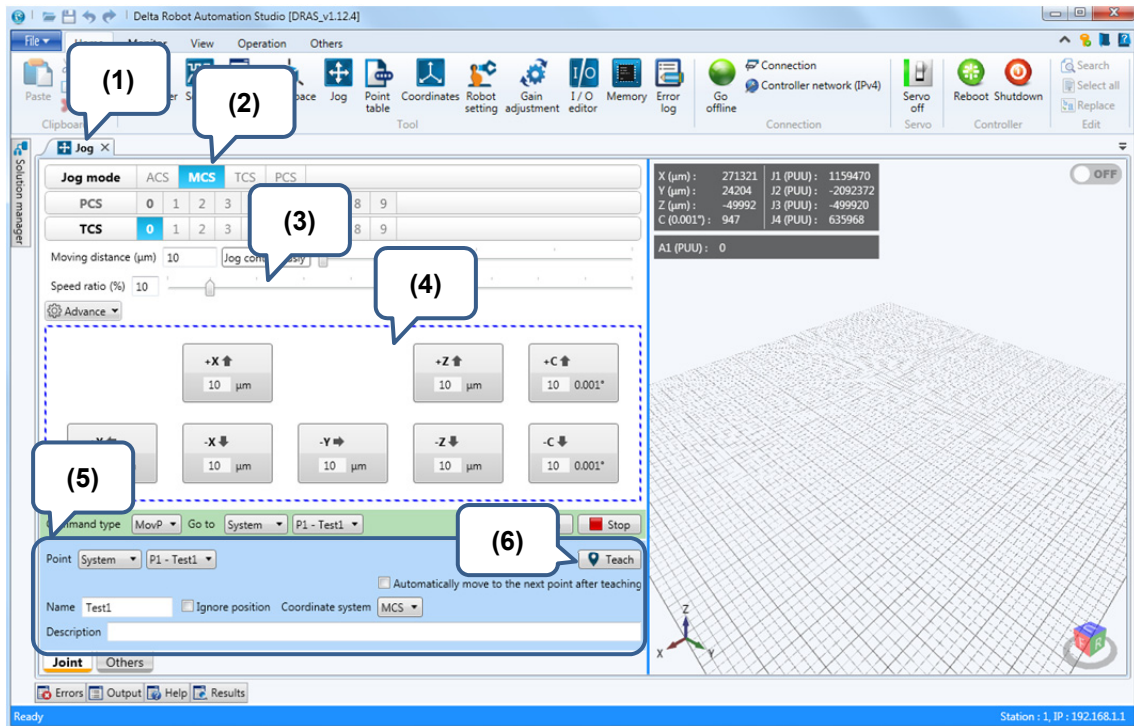 Delta Robot Automation Studio [DRAS_v1.12.4]
File Home Monitor View Operation Others
Paste
Jog
Point table
Coordinates
Robot setting
Gain adjustment
I/O editor
Memory
Error log
Go offline
Connection
Controller network (IPv4)
Servo off
Reboot
Shutdown
Search
Select all
Replace
Tool Connection Servo Controller Edit
(1)
(2)
Solution manager
Jog
Jog mode ACS MCS TCS PCS
PCS 0 1 2 3 8 9
TCS 0 1 2 3 8 9
(3)
Moving distance (µm) 10
Speed ratio (%) 10
(4)
Advance
+X
10 µm
+Z
10 µm
+C
10 0.001°
-X
10 µm
-Y
10 µm
-Z
10 µm
-C
10 0.001°
(5)
(6)
type MovP Go to System P1 - Test1 Stop
Point System P1 - Test1 Teach
Automatically move to the next point after teaching
Name Test1 Ignore position Coordinate system MCS
Description
Joint Others
X (µm) : 271321 J1 (PUU) : 1159470
Y (µm) : 24204 J2 (PUU) : -2092372
Z (µm) : -49992 J3 (PUU) : -499920
C (0.001°) : 947 J4 (PUU) : 635968
A1 (PUU) : 0
OFF
Z
X
Y
Errors Output Help Results
Ready Station : 1, IP : 192.168.1.1